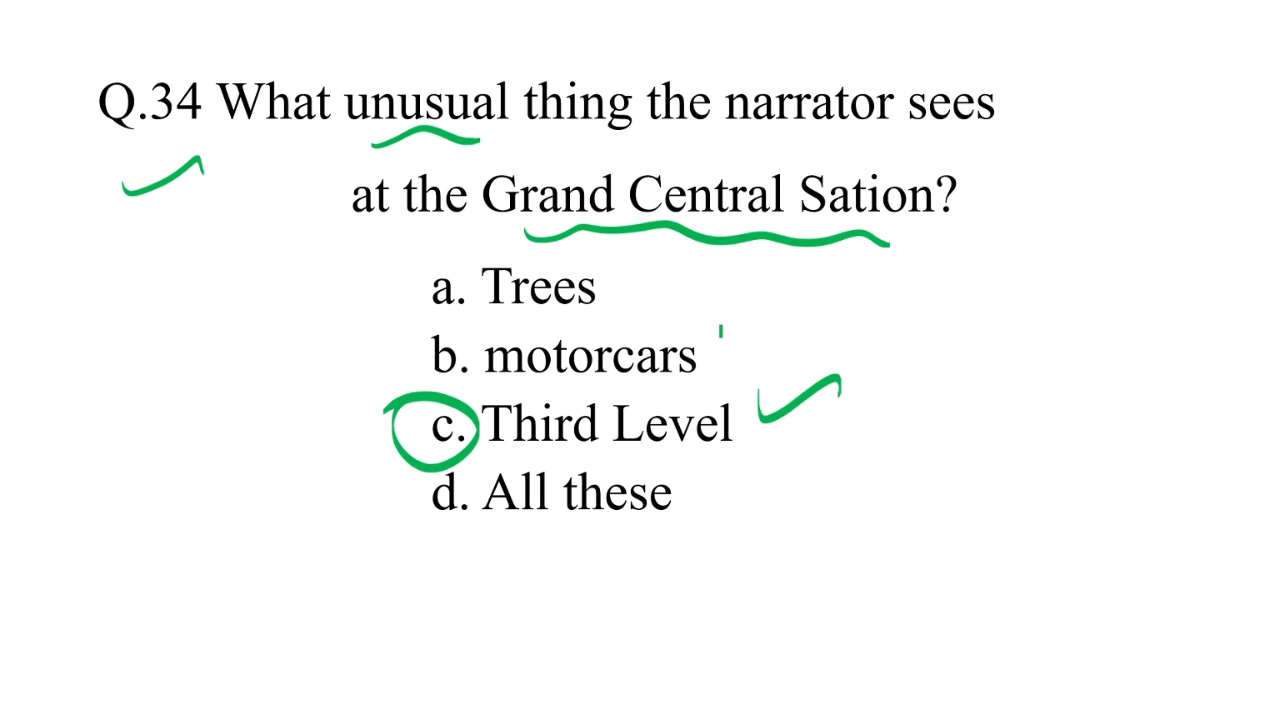 Q.34 What unusual thing the narrator sees
at the Grand Central Sation?
a. Trees
b. motorcars
c. Third Level
d. All these